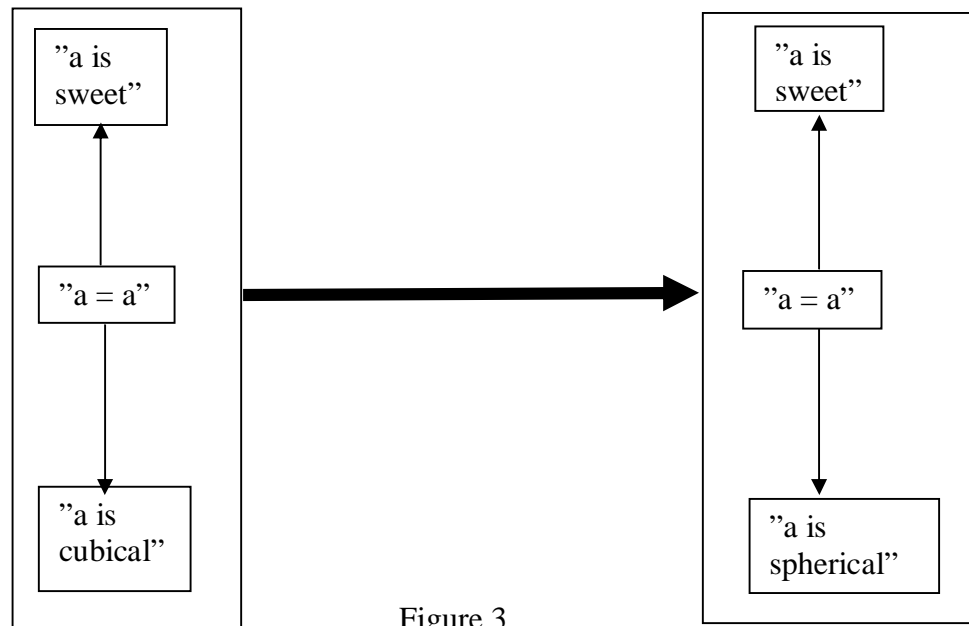 ”a is
sweet”
”a = a”
”a is
cubical”
”a is
sweet”
”a = a”
”a is
spherical”
Figure 3